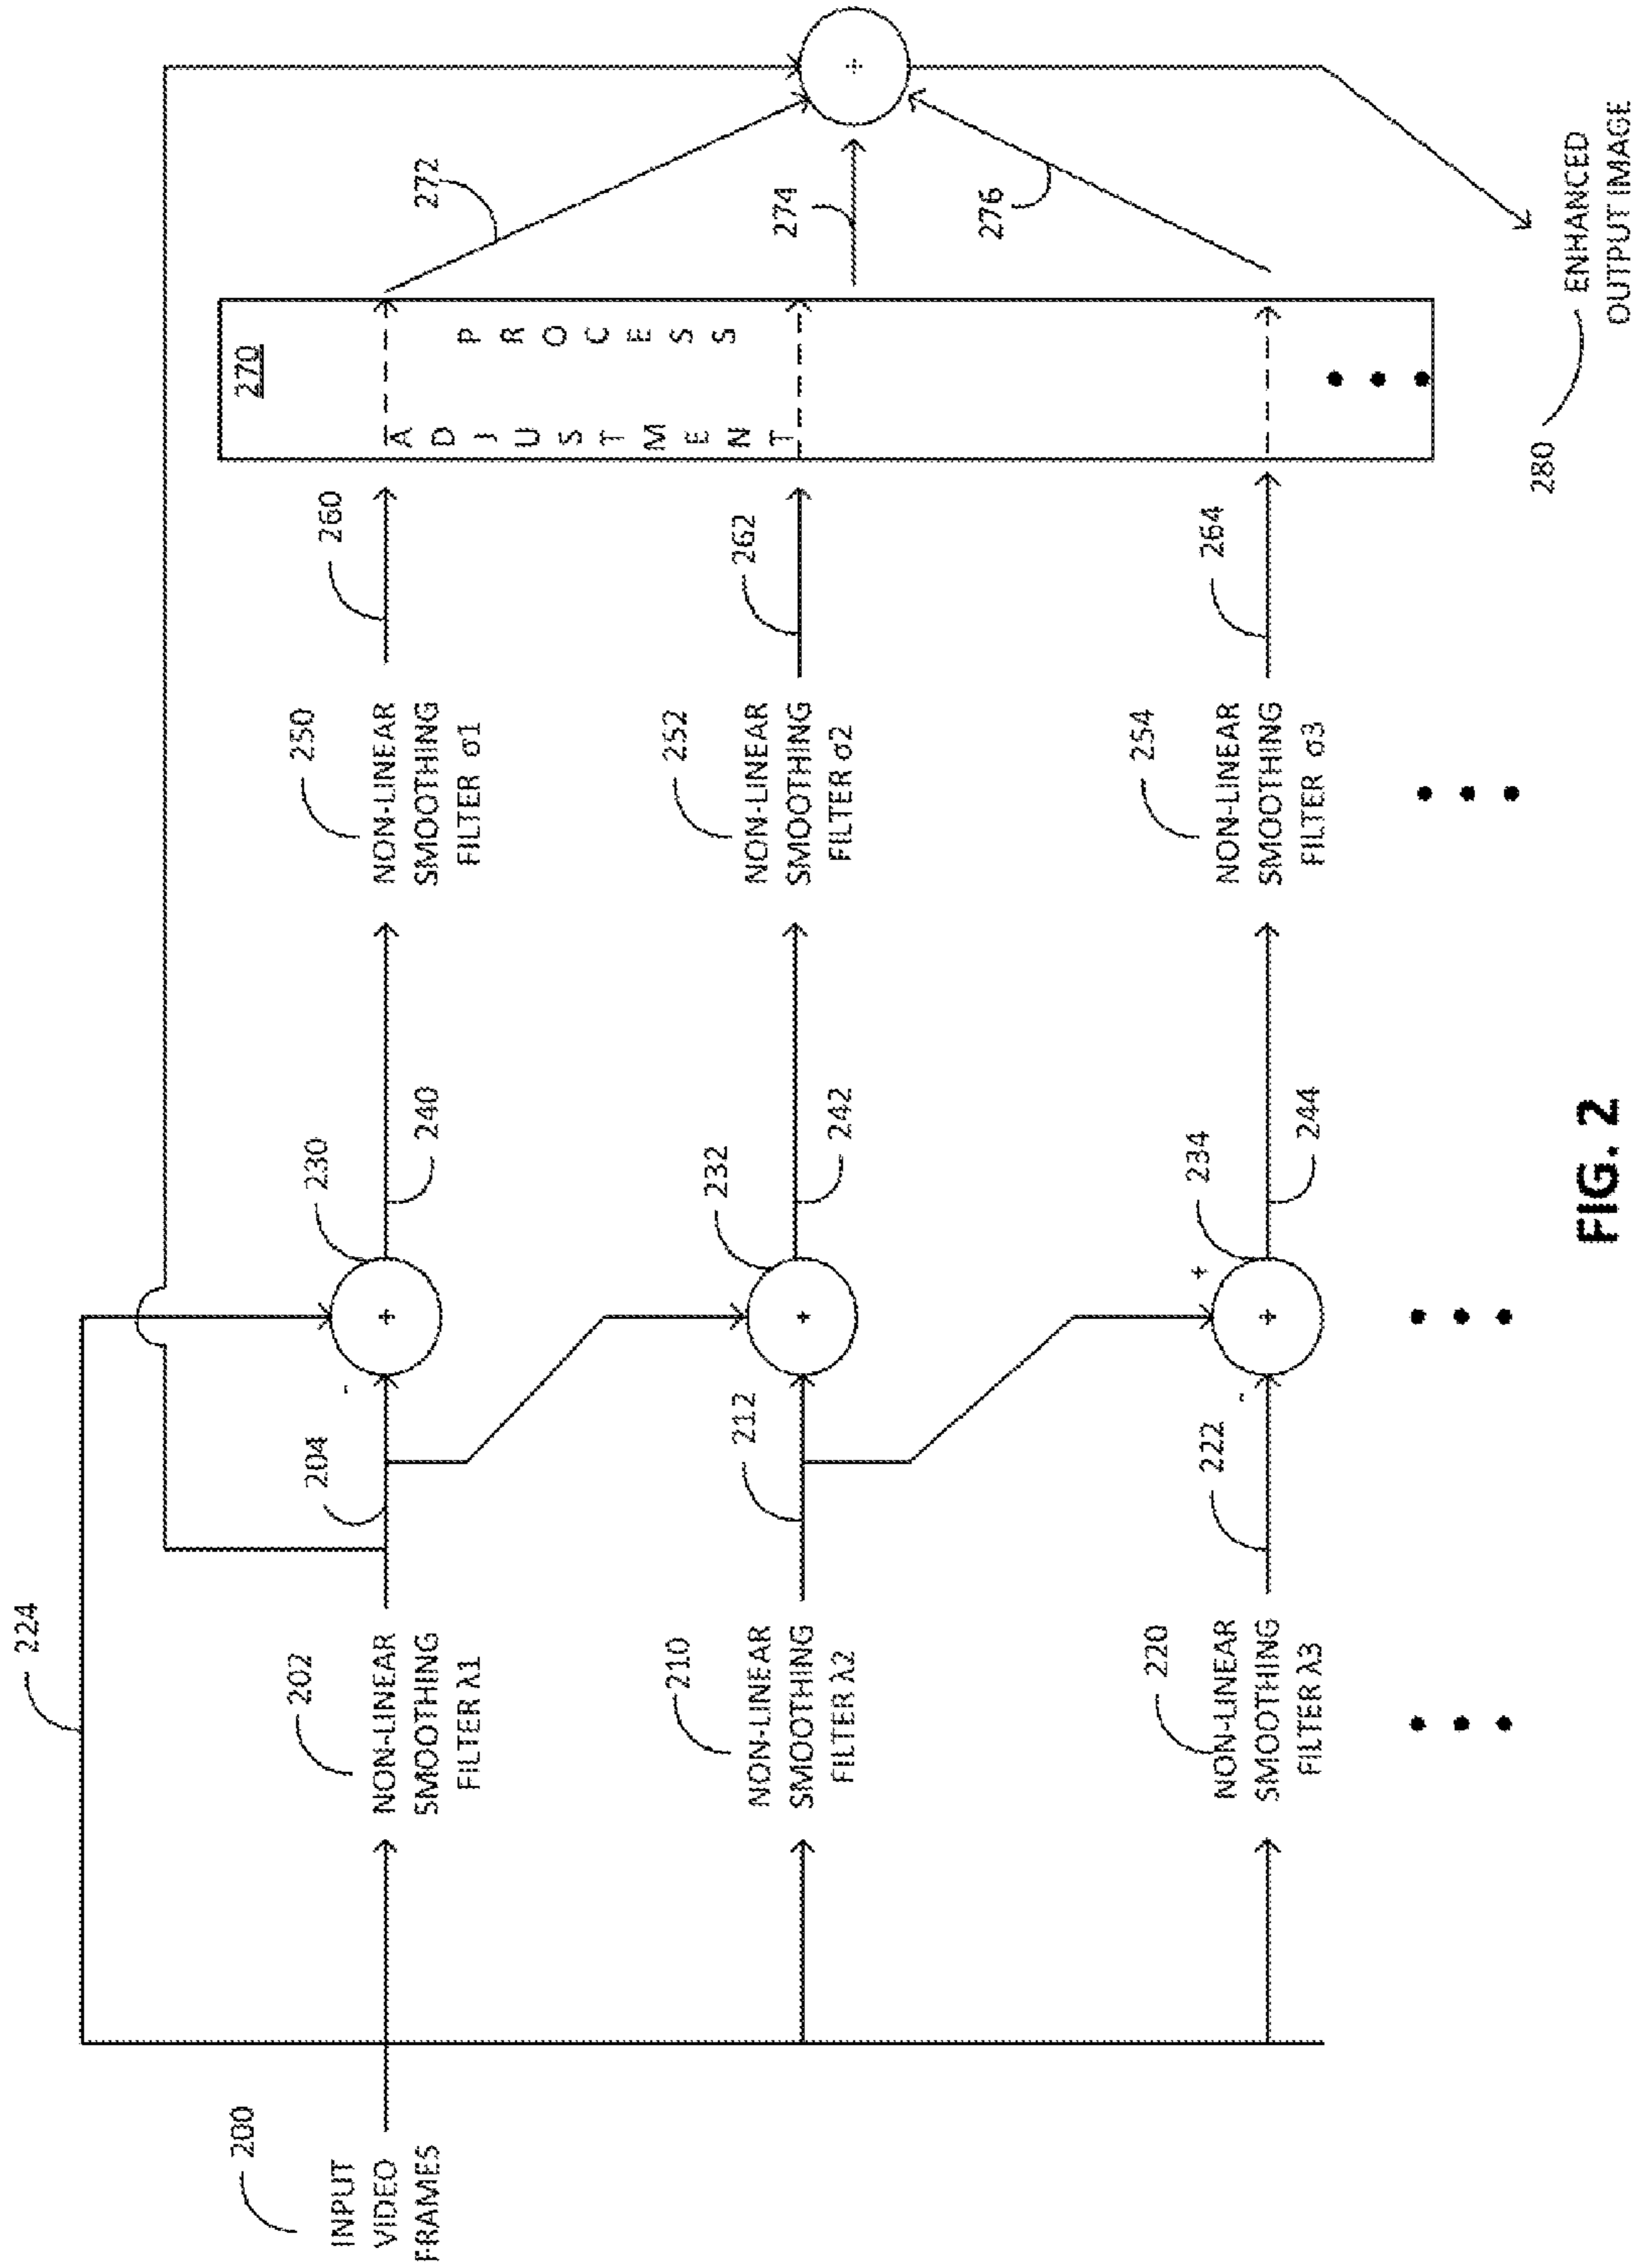 224
200
INPUT
VIDEO
FRAMES
202
NON-LINEAR
SMOOTHING
FILTER λ1
204
-
230
+
240
250
NON-LINEAR
SMOOTHING
FILTER σ1
260
270
ADJUSTMENT
PROCESS
272
210
NON-LINEAR
SMOOTHING
FILTER λ2
212
232
+
242
252
NON-LINEAR
SMOOTHING
FILTER σ2
262
274
+
220
NON-LINEAR
SMOOTHING
FILTER λ3
222
-
+
234
+
244
254
NON-LINEAR
SMOOTHING
FILTER σ3
264
276
280
ENHANCED
OUTPUT IMAGE
FIG. 2